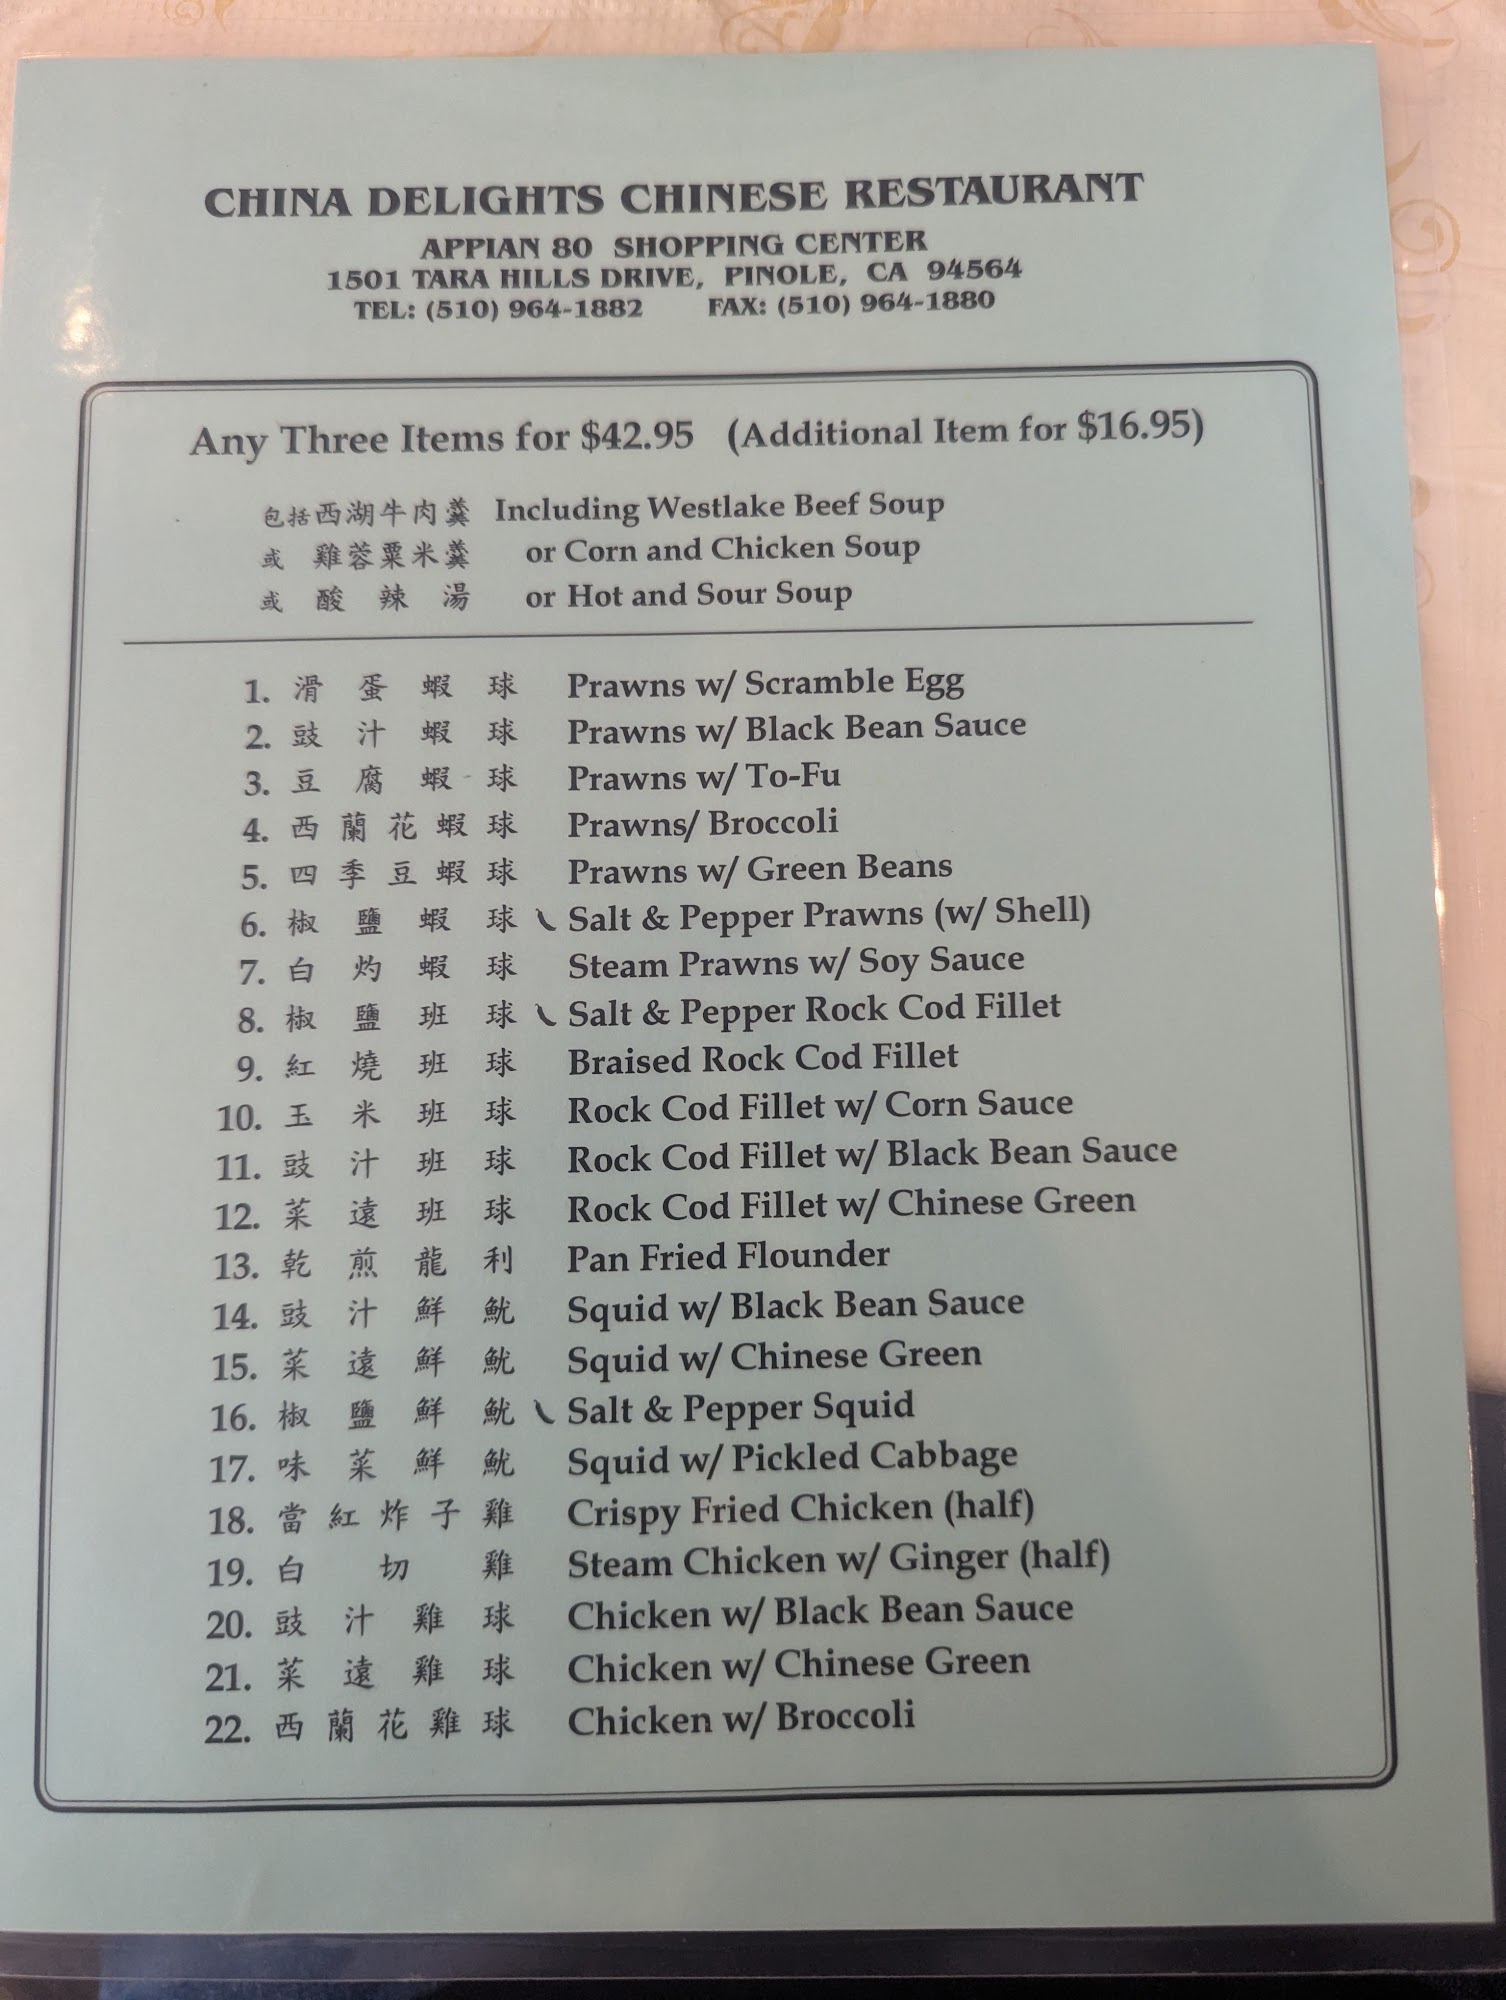 CHINA DELIGHTS CHINESE RESTAURANT
APPIAN 80 SHOPPING CENTER
1501 TARA HILLS DRIVE, PINOLE, CA 94564
TEL: (510) 964-1882 FAX: (510) 964-1880
Any Three Items for $42.95 (Additional Item for $16.95)
包括西湖牛肉羹 Including Westlake Beef Soup
或 雞蓉粟米羹 or Corn and Chicken Soup
或 酸辣湯 or Hot and Sour Soup
1. 滑蛋蝦球 Prawns w/ Scramble Egg
2. 豉汁蝦球 Prawns w/ Black Bean Sauce
3. 豆腐蝦球 Prawns w/ To-Fu
4. 西蘭花蝦球 Prawns/ Broccoli
5. 四季豆蝦球 Prawns w/ Green Beans
6. 椒鹽蝦球 Salt & Pepper Prawns (w/ Shell)
7. 白灼蝦球 Steam Prawns w/ Soy Sauce
8. 椒鹽班球 Salt & Pepper Rock Cod Fillet
9. 紅燒班球 Braised Rock Cod Fillet
10. 玉米班球 Rock Cod Fillet w/ Corn Sauce
11. 豉汁班球 Rock Cod Fillet w/ Black Bean Sauce
12. 菜遠班球 Rock Cod Fillet w/ Chinese Green
13. 乾煎龍利 Pan Fried Flounder
14. 豉汁鮮魷 Squid w/ Black Bean Sauce
15. 菜遠鮮魷 Squid w/ Chinese Green
16. 椒鹽鮮魷 Salt & Pepper Squid
17. 味菜鮮魷 Squid w/ Pickled Cabbage
18. 當紅炸子雞 Crispy Fried Chicken (half)
19. 白切雞 Steam Chicken w/ Ginger (half)
20. 豉汁雞球 Chicken w/ Black Bean Sauce
21. 菜遠雞球 Chicken w/ Chinese Green
22. 西蘭花雞球 Chicken w/ Broccoli